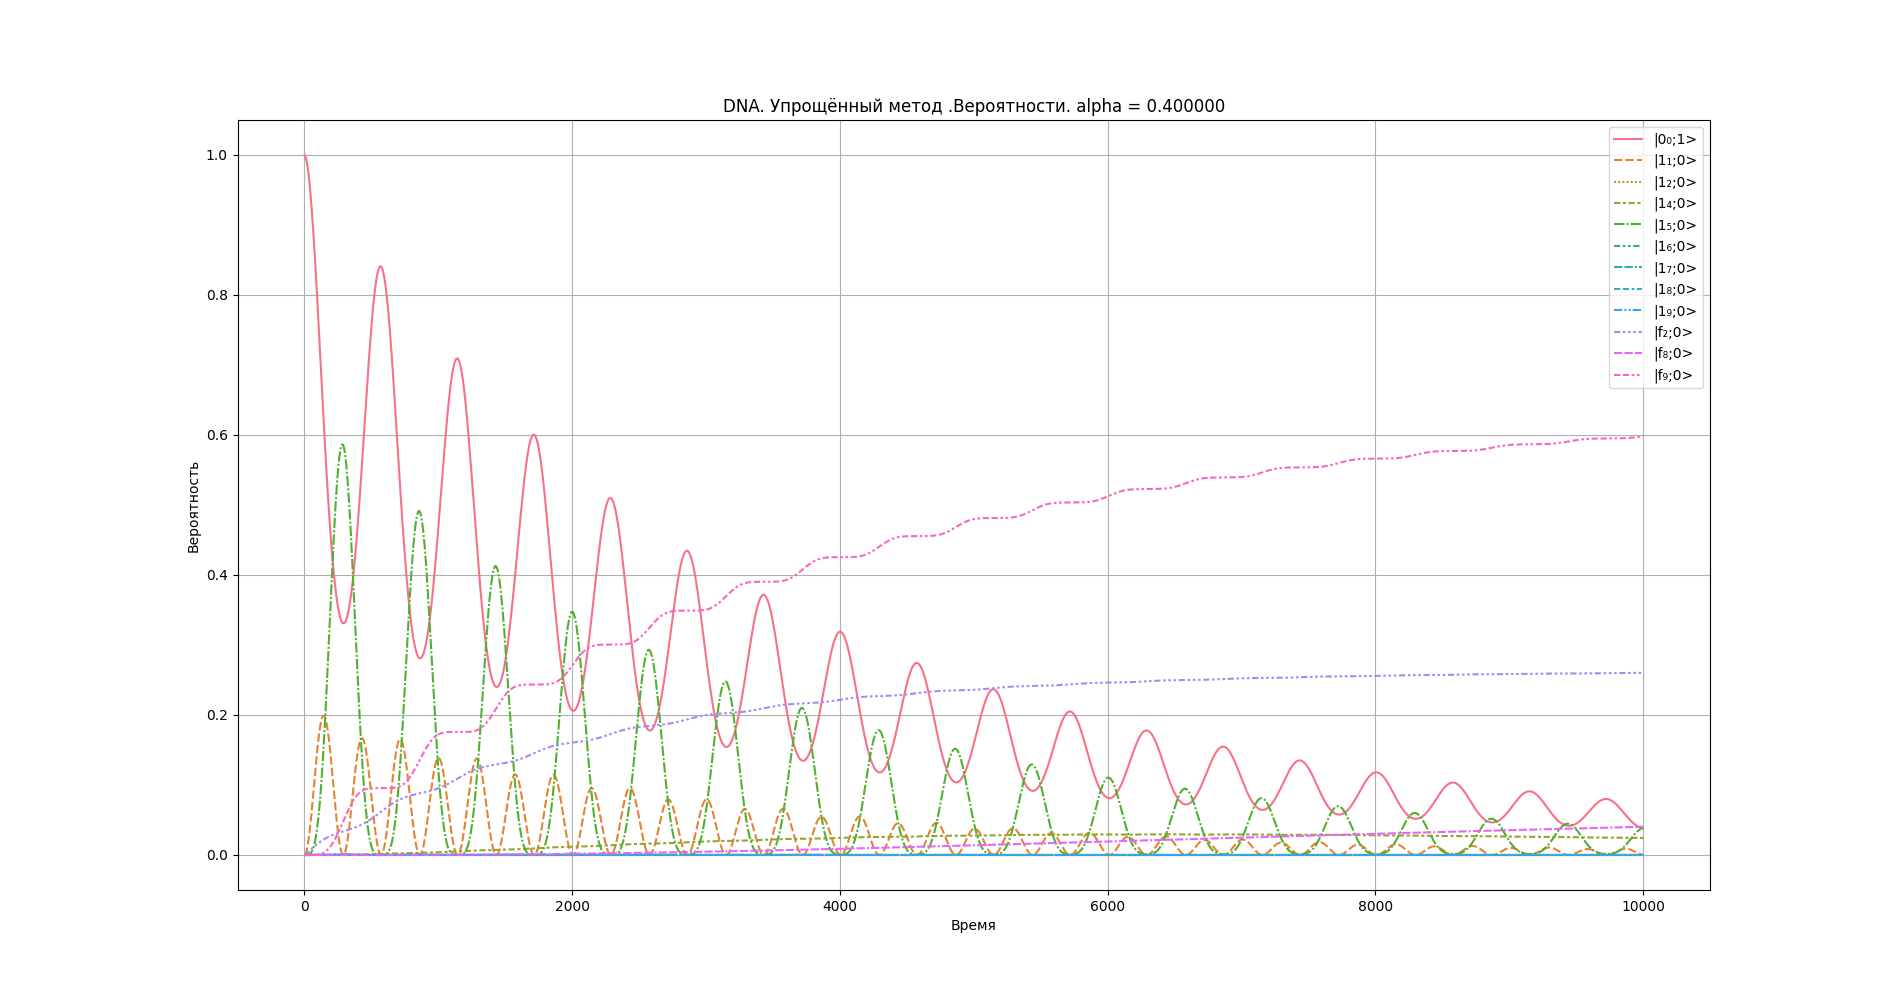 DNA. Упрощённый метод .Вероятности. alpha = 0.400000
|0₀;1>
|1₁;0>
|1₂;0>
|1₄;0>
|1₅;0>
|1₆;0>
|1₇;0>
|1₈;0>
|1₉;0>
|f₂;0>
|f₈;0>
|f₉;0>
Вероятность
1.0
0.8
0.6
0.4
0.2
0.0
0 2000 4000 6000 8000 10000
Время